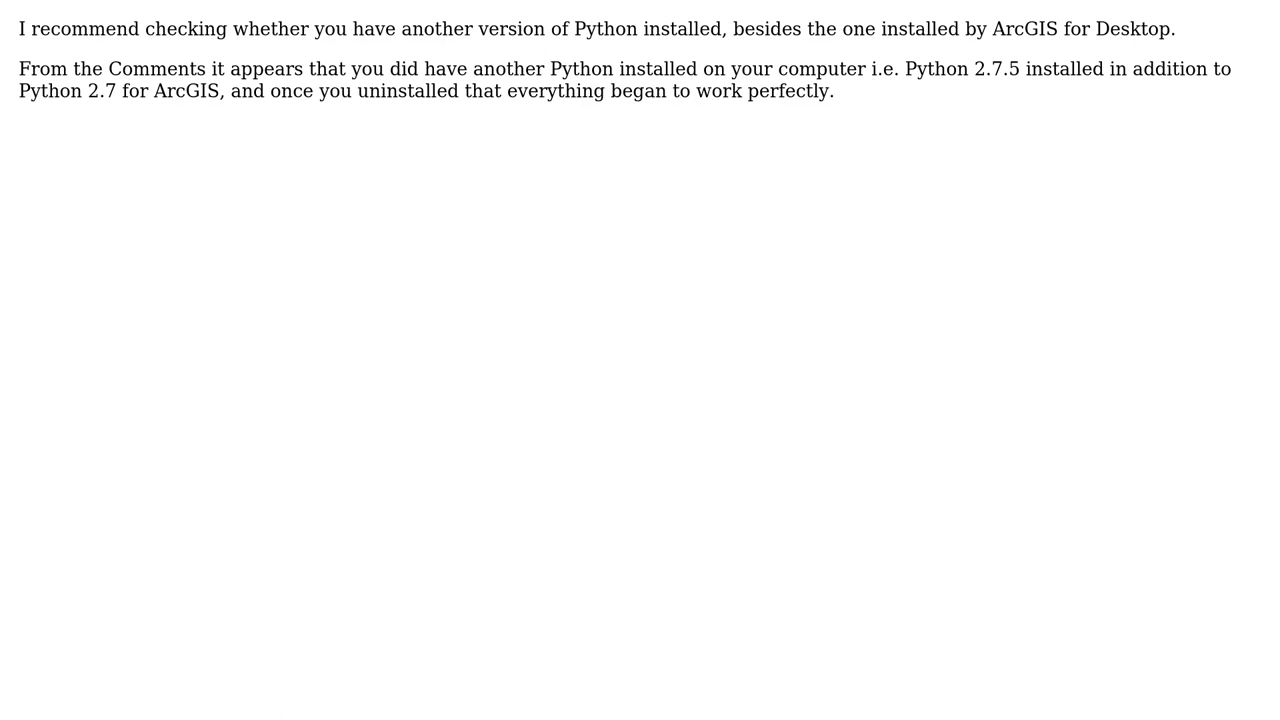 I recommend checking whether you have another version of Python installed, besides the one installed by ArcGIS for Desktop.
From the Comments it appears that you did have another Python installed on your computer i.e. Python 2.7.5 installed in addition to
Python 2.7 for ArcGIS, and once you uninstalled that everything began to work perfectly.